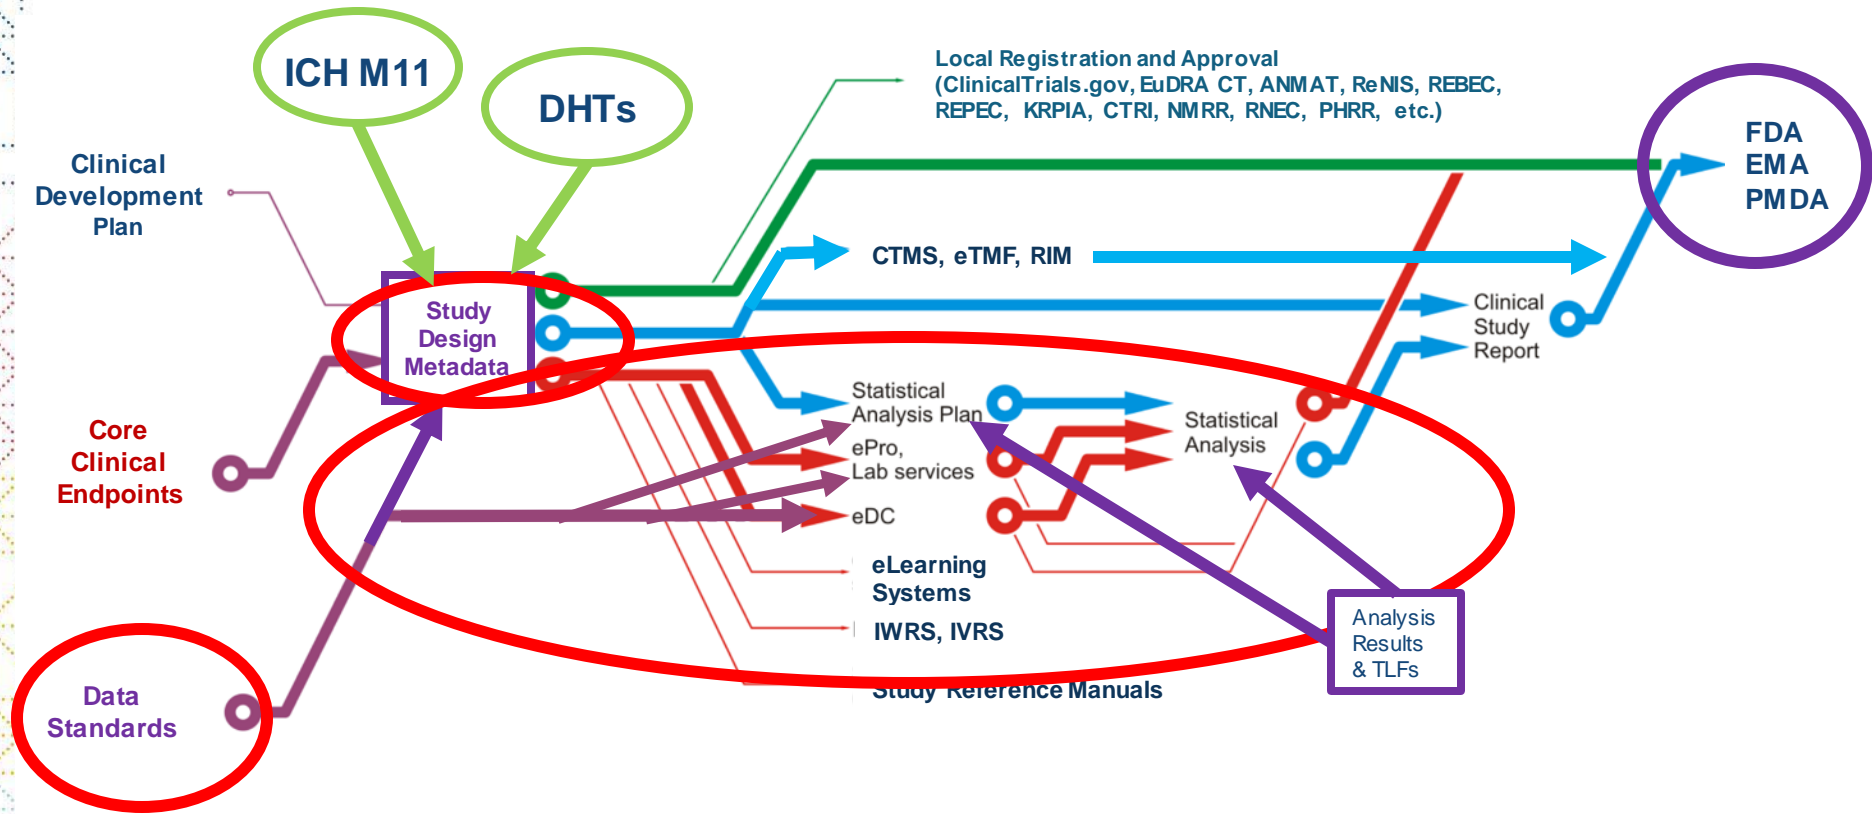 ICH M11
DHTs
Local Registration and Approval
(ClinicalTrials.gov, EuDRA CT, ANMAT, ReNIS, REBEC,
REPEC, KRPIA, CTRI, NMRR, RNEC, PHRR, etc.)
FDA
EMA
PMDA
Clinical
Development
Plan
CTMS, eTMF, RIM
Study
Design
Metadata
Clinical
Study
Report
Statistical
Analysis Plan
Statistical
Analysis
Core
Clinical
Endpoints
ePro,
Lab services
eDC
eLearning
Systems
IWRS, IVRS
Analysis
Results
& TLFs
Study Reference Manuals
Data
Standards